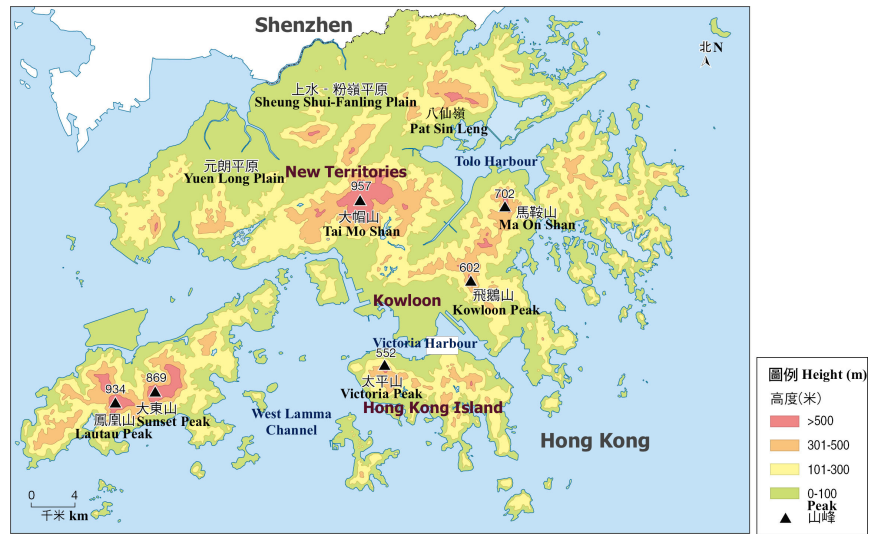 Shenzhen
北 N
上水 - 粉嶺平原
Sheung Shui-Fanling Plain
八仙嶺
Pat Sin Leng
元朗平原
Yuen Long Plain
New Territories
Tolo Harbour
957
大帽山
Tai Mo Shan
702
馬鞍山
Ma On Shan
602
飛鵝山
Kowloon Peak
Kowloon
Victoria Harbour
552
太平山
Victoria Peak
Hong Kong Island
934
鳳凰山
Lautau Peak
869
大東山
Sunset Peak
West Lamma
Channel
Hong Kong
0 4
千米 km
圖例 Height (m)
高度(米)
>500
301-500
101-300
0-100
Peak
山峰